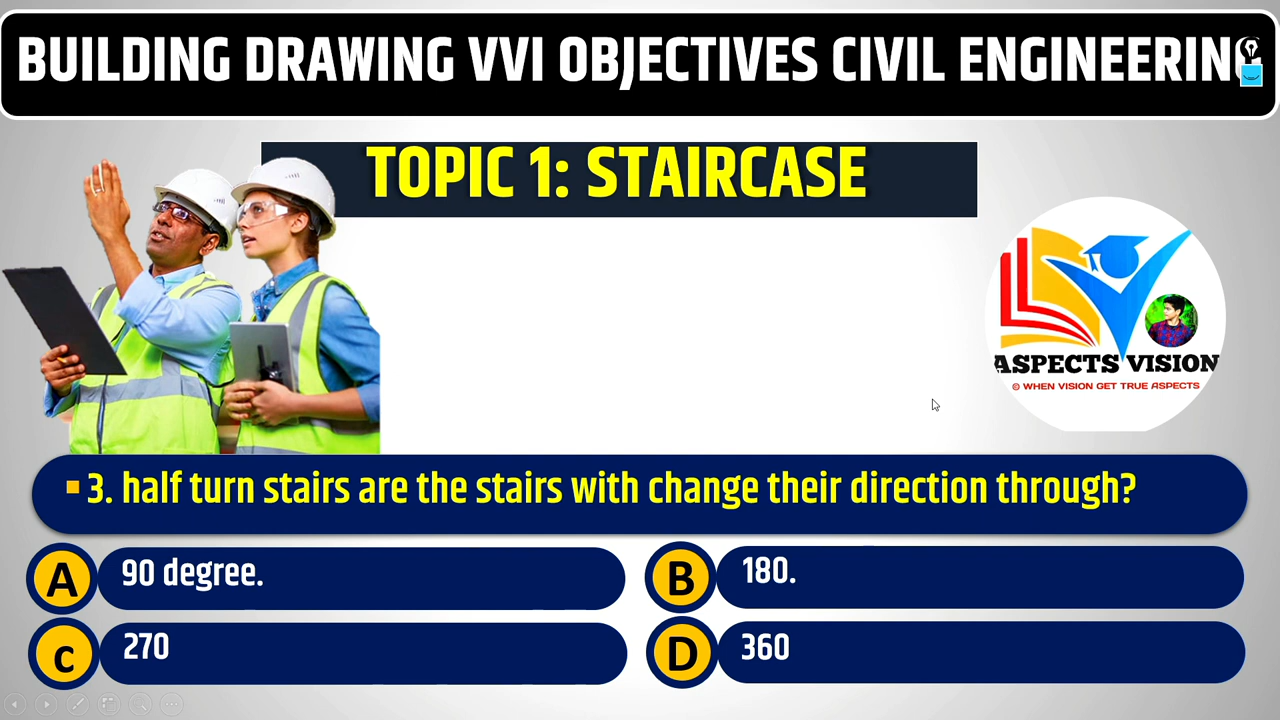 BUILDING DRAWING VVI OBJECTIVES CIVIL ENGINEERING
TOPIC 1: STAIRCASE
ASPECTS VISION
© WHEN VISION GET TRUE ASPECTS
3. half turn stairs are the stairs with change their direction through?
A 90 degree.
B 180.
c 270
D 360